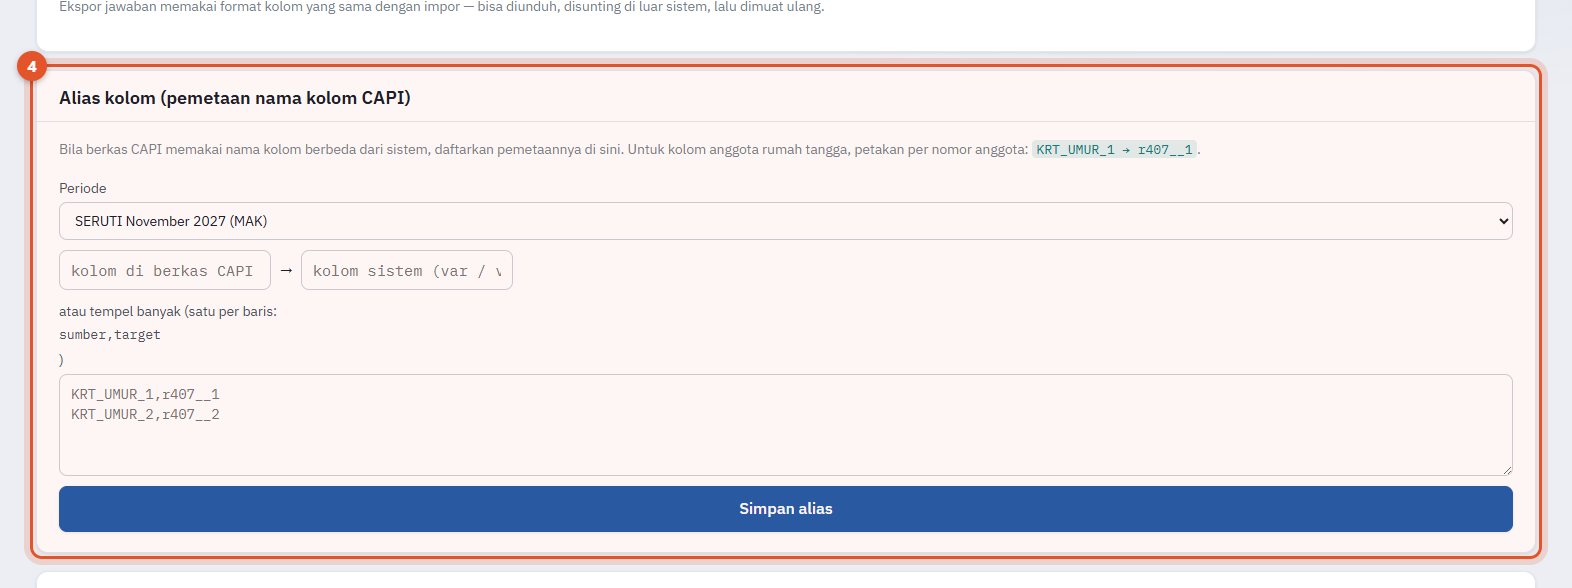 Ekspor jawaban memakai format kolom yang sama dengan impor — bisa diunduh, disunting di luar sistem, lalu dimuat ulang.
4
Alias kolom (pemetaan nama kolom CAPI)
Bila berkas CAPI memakai nama kolom berbeda dari sistem, daftarkan pemetaannya di sini. Untuk kolom anggota rumah tangga, petakan per nomor anggota: KRT_UMUR_1 → r407__1.
Periode
SERUTI November 2027 (MAK)
kolom di berkas CAPI → kolom sistem (var / v
atau tempel banyak (satu per baris:
sumber,target
)
KRT_UMUR_1,r407__1
KRT_UMUR_2,r407__2
Simpan alias